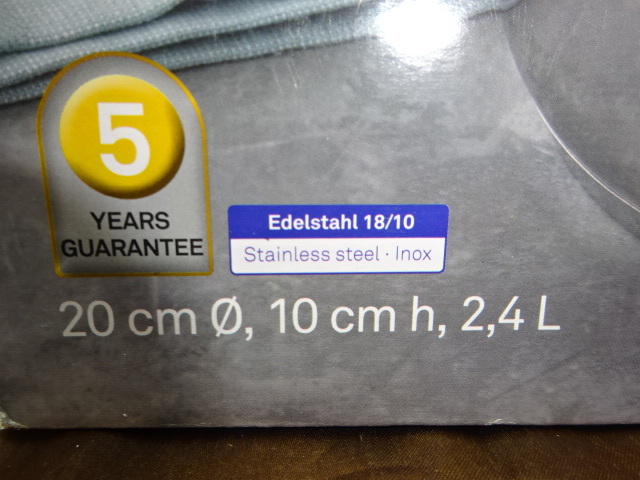 5
YEARS
GUARANTEE
Edelstahl 18/10
Stainless steel · Inox
20 cm Ø, 10 cm h, 2,4 L